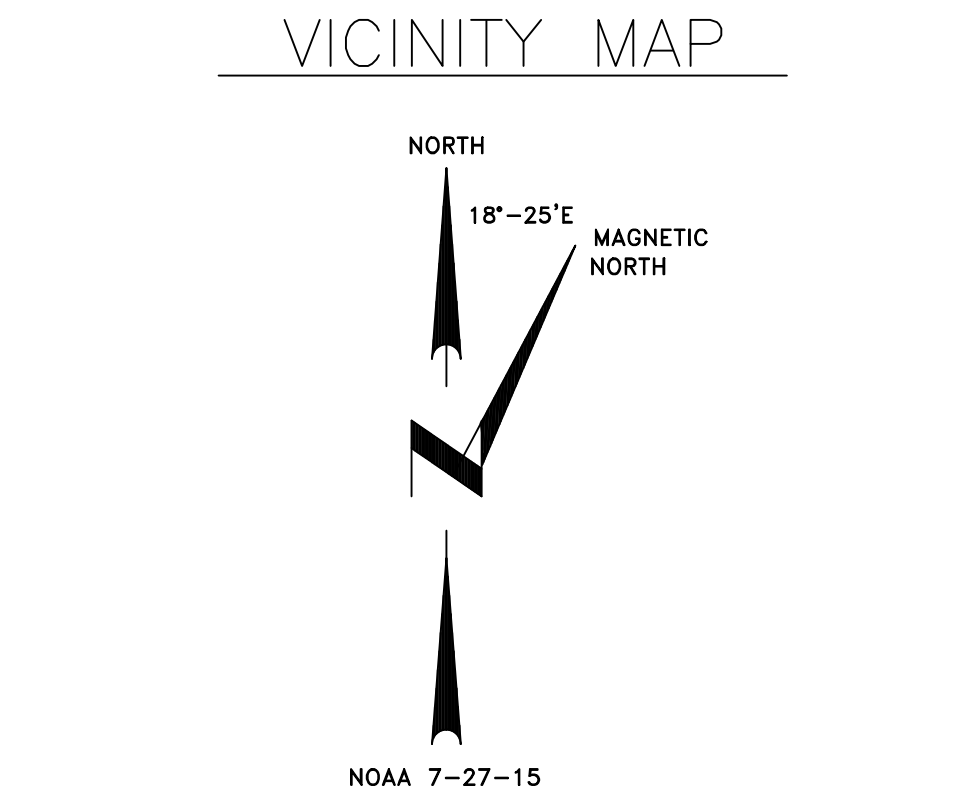 VICINITY MAP
NORTH
18°-25'E
MAGNETIC
NORTH
N
NOAA 7-27-15